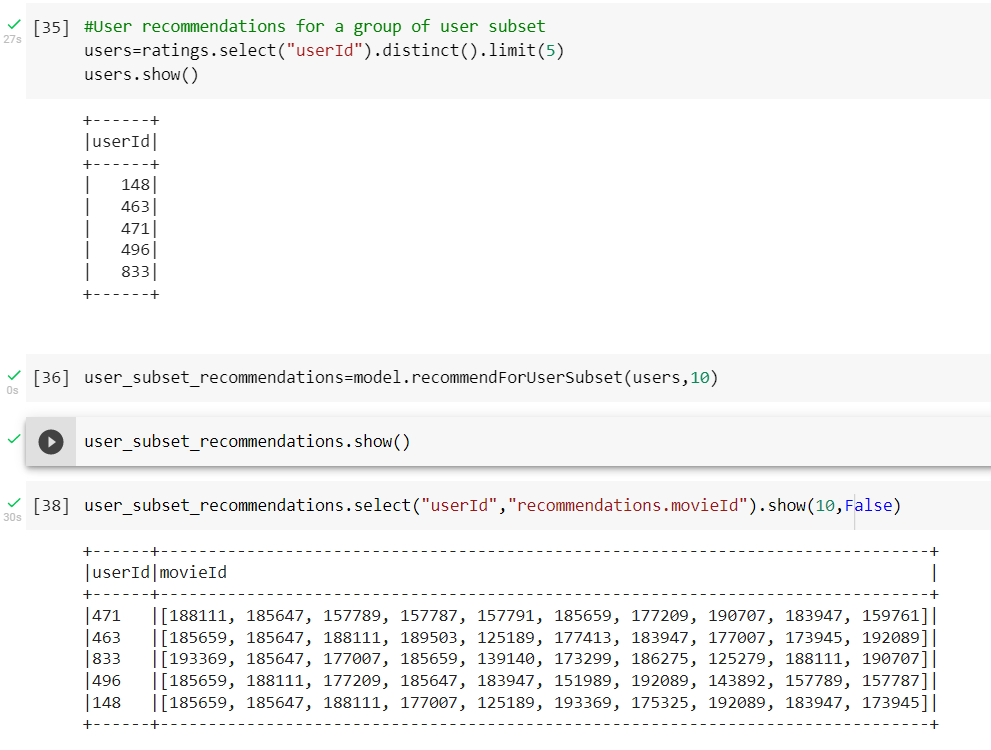 [35] #User recommendations for a group of user subset
27s
users=ratings.select("userId").distinct().limit(5)
users.show()
+------+
|userId|
+------+
|   148|
|   463|
|   471|
|   496|
|   833|
+------+
[36] user_subset_recommendations=model.recommendForUserSubset(users,10)
0s
user_subset_recommendations.show()
[38] user_subset_recommendations.select("userId","recommendations.movieId").show(10,False)
30s
+------+--------------------------------------------------------------------------------+
|userId|movieId                                                                         |
+------+--------------------------------------------------------------------------------+
|471   |[188111, 185647, 157789, 157787, 157791, 185659, 177209, 190707, 183947, 159761]|
|463   |[185659, 185647, 188111, 189503, 125189, 177413, 183947, 177007, 173945, 192089]|
|833   |[193369, 185647, 177007, 185659, 139140, 173299, 186275, 125279, 188111, 190707]|
|496   |[185659, 188111, 177209, 185647, 183947, 151989, 192089, 143892, 157789, 157787]|
|148   |[185659, 185647, 188111, 177007, 125189, 193369, 175325, 192089, 183947, 173945]|
+------+--------------------------------------------------------------------------------+